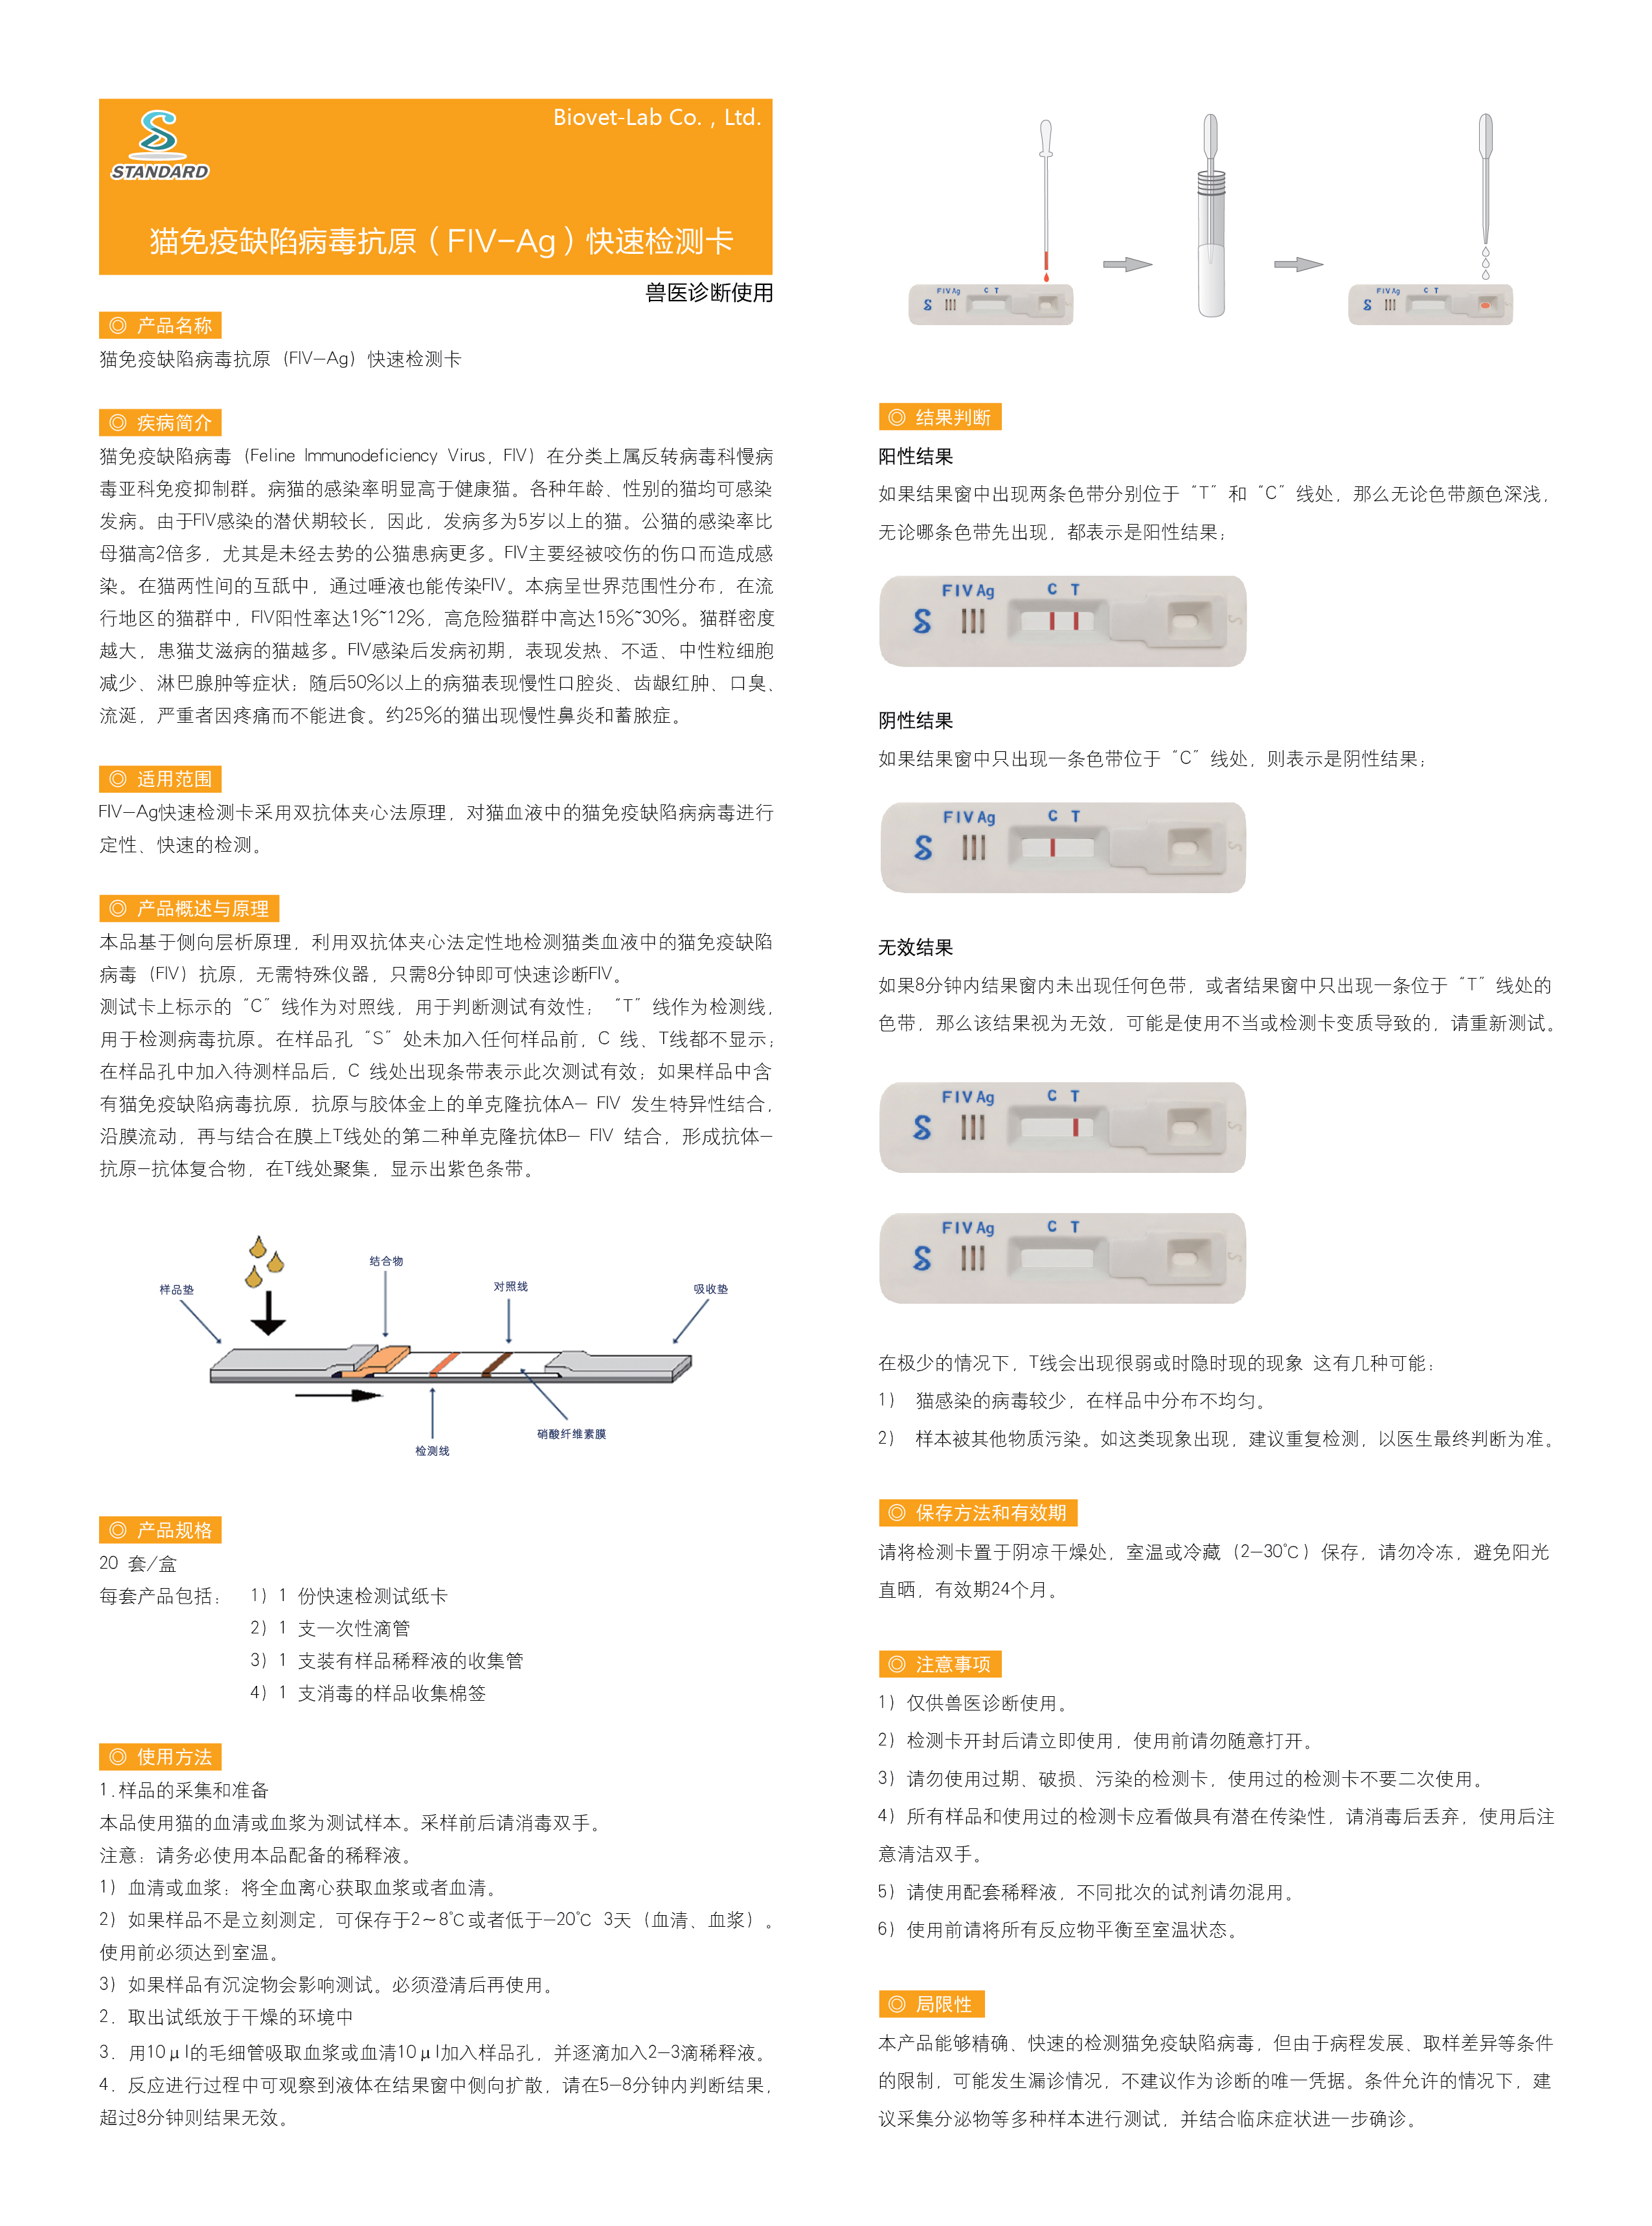 Biovet-Lab Co. , Ltd.
STANDARD
猫免疫缺陷病毒抗原（FIV-Ag）快速检测卡
兽医诊断使用
◎ 产品名称
猫免疫缺陷病毒抗原（FIV-Ag）快速检测卡
◎ 疾病简介
猫免疫缺陷病毒（Feline Immunodeficiency Virus，FIV）在分类上属反转病毒科慢病
毒亚科免疫抑制群。病猫的感染率明显高于健康猫。各种年龄、性别的猫均可感染
发病。由于FIV感染的潜伏期较长，因此，发病多为5岁以上的猫。公猫的感染率比
母猫高2倍多，尤其是未经去势的公猫患病更多。FIV主要经被咬伤的伤口而造成感
染。在猫两性间的互舐中，通过唾液也能传染FIV。本病呈世界范围性分布，在流
行地区的猫群中，FIV阳性率达1%~12%，高危险猫群中高达15%~30%。猫群密度
越大，患猫艾滋病的猫越多。FIV感染后发病初期，表现发热、不适、中性粒细胞
减少、淋巴腺肿等症状；随后50%以上的病猫表现慢性口腔炎、齿龈红肿、口臭、
流涎，严重者因疼痛而不能进食。约25%的猫出现慢性鼻炎和蓄脓症。
◎ 适用范围
FIV-Ag快速检测卡采用双抗体夹心法原理，对猫血液中的猫免疫缺陷病病毒进行
定性、快速的检测。
◎ 产品概述与原理
本品基于侧向层析原理，利用双抗体夹心法定性地检测猫类血液中的猫免疫缺陷
病毒（FIV）抗原，无需特殊仪器，只需8分钟即可快速诊断FIV。
测试卡上标示的“C”线作为对照线，用于判断测试有效性；“T”线作为检测线，
用于检测病毒抗原。在样品孔“S”处未加入任何样品前，C 线、T线都不显示；
在样品孔中加入待测样品后，C 线处出现条带表示此次测试有效；如果样品中含
有猫免疫缺陷病毒抗原，抗原与胶体金上的单克隆抗体A- FIV 发生特异性结合，
沿膜流动，再与结合在膜上T线处的第二种单克隆抗体B- FIV 结合，形成抗体-
抗原-抗体复合物，在T线处聚集，显示出紫色条带。
结合物
样品垫
对照线
吸收垫
硝酸纤维素膜
检测线
◎ 产品规格
20 套/盒
每套产品包括： 1）1 份快速检测试纸卡
2）1 支一次性滴管
3）1 支装有样品稀释液的收集管
4）1 支消毒的样品收集棉签
◎ 使用方法
1.样品的采集和准备
本品使用猫的血清或血浆为测试样本。采样前后请消毒双手。
注意：请务必使用本品配备的稀释液。
1）血清或血浆：将全血离心获取血浆或者血清。
2）如果样品不是立刻测定，可保存于2～8℃或者低于-20℃ 3天（血清、血浆）。
使用前必须达到室温。
3）如果样品有沉淀物会影响测试。必须澄清后再使用。
2. 取出试纸放于干燥的环境中
3. 用10μl的毛细管吸取血浆或血清10μl加入样品孔，并逐滴加入2-3滴稀释液。
4. 反应进行过程中可观察到液体在结果窗中侧向扩散，请在5-8分钟内判断结果，
超过8分钟则结果无效。
FIV Ag C T
S
FIV Ag C T
S
◎ 结果判断
阳性结果
如果结果窗中出现两条色带分别位于“T”和“C”线处，那么无论色带颜色深浅，
无论哪条色带先出现，都表示是阳性结果；
FIV Ag C T
S S
阴性结果
如果结果窗中只出现一条色带位于“C”线处，则表示是阴性结果；
FIV Ag C T
S S
无效结果
如果8分钟内结果窗内未出现任何色带，或者结果窗中只出现一条位于“T”线处的
色带，那么该结果视为无效，可能是使用不当或检测卡变质导致的，请重新测试。
FIV Ag C T
S S
FIV Ag C T
S S
在极少的情况下，T线会出现很弱或时隐时现的现象 这有几种可能：
1） 猫感染的病毒较少，在样品中分布不均匀。
2） 样本被其他物质污染。如这类现象出现，建议重复检测，以医生最终判断为准。
◎ 保存方法和有效期
请将检测卡置于阴凉干燥处，室温或冷藏（2-30℃）保存，请勿冷冻，避免阳光
直晒，有效期24个月。
◎ 注意事项
1）仅供兽医诊断使用。
2）检测卡开封后请立即使用，使用前请勿随意打开。
3）请勿使用过期、破损、污染的检测卡，使用过的检测卡不要二次使用。
4）所有样品和使用过的检测卡应看做具有潜在传染性，请消毒后丢弃，使用后注
意清洁双手。
5）请使用配套稀释液，不同批次的试剂请勿混用。
6）使用前请将所有反应物平衡至室温状态。
◎ 局限性
本产品能够精确、快速的检测猫免疫缺陷病毒，但由于病程发展、取样差异等条件
的限制，可能发生漏诊情况，不建议作为诊断的唯一凭据。条件允许的情况下，建
议采集分泌物等多种样本进行测试，并结合临床症状进一步确诊。